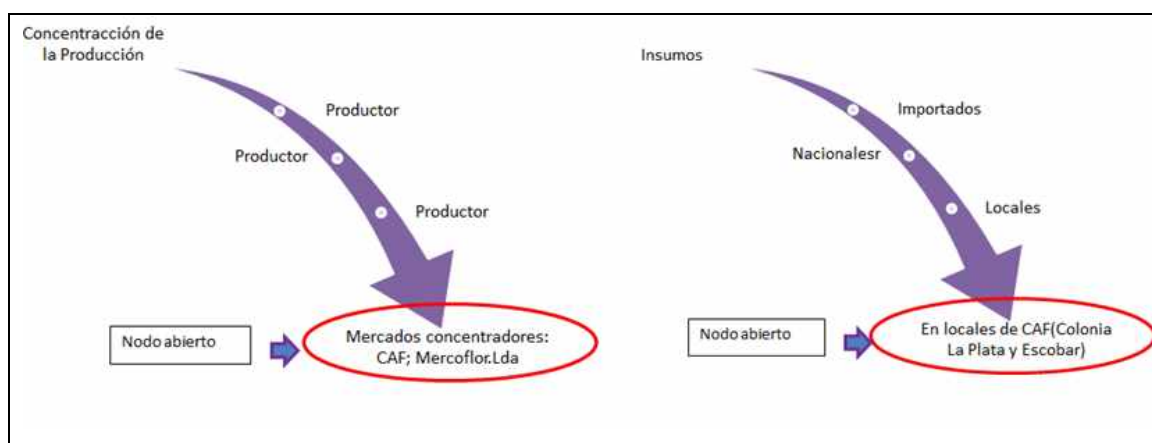 Concentracción de
la Producción
Productor
Productor
Productor
Nodo abierto
Mercados concentradores:
CAF; Mercoflor.Lda
Insumos
Importados
Nacionalesr
Locales
Nodo abierto
En locales de CAF(Colonia
La Plata y Escobar)